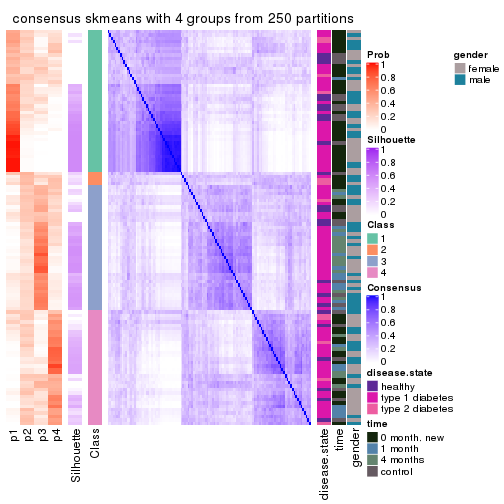 consensus skmeans with 4 groups from 250 partitions
Prob
1
0.8
0.6
0.4
0.2
0
gender
female
male
Silhouette
1
0.8
0.6
0.4
0.2
0
Class
1
2
3
4
Consensus
1
0.8
0.6
0.4
0.2
0
disease.state
healthy
type 1 diabetes
type 2 diabetes
time
0 month. new
1 month
4 months
control
p1
p2
p3
p4
Silhouette
Class
disease.state
time
gender